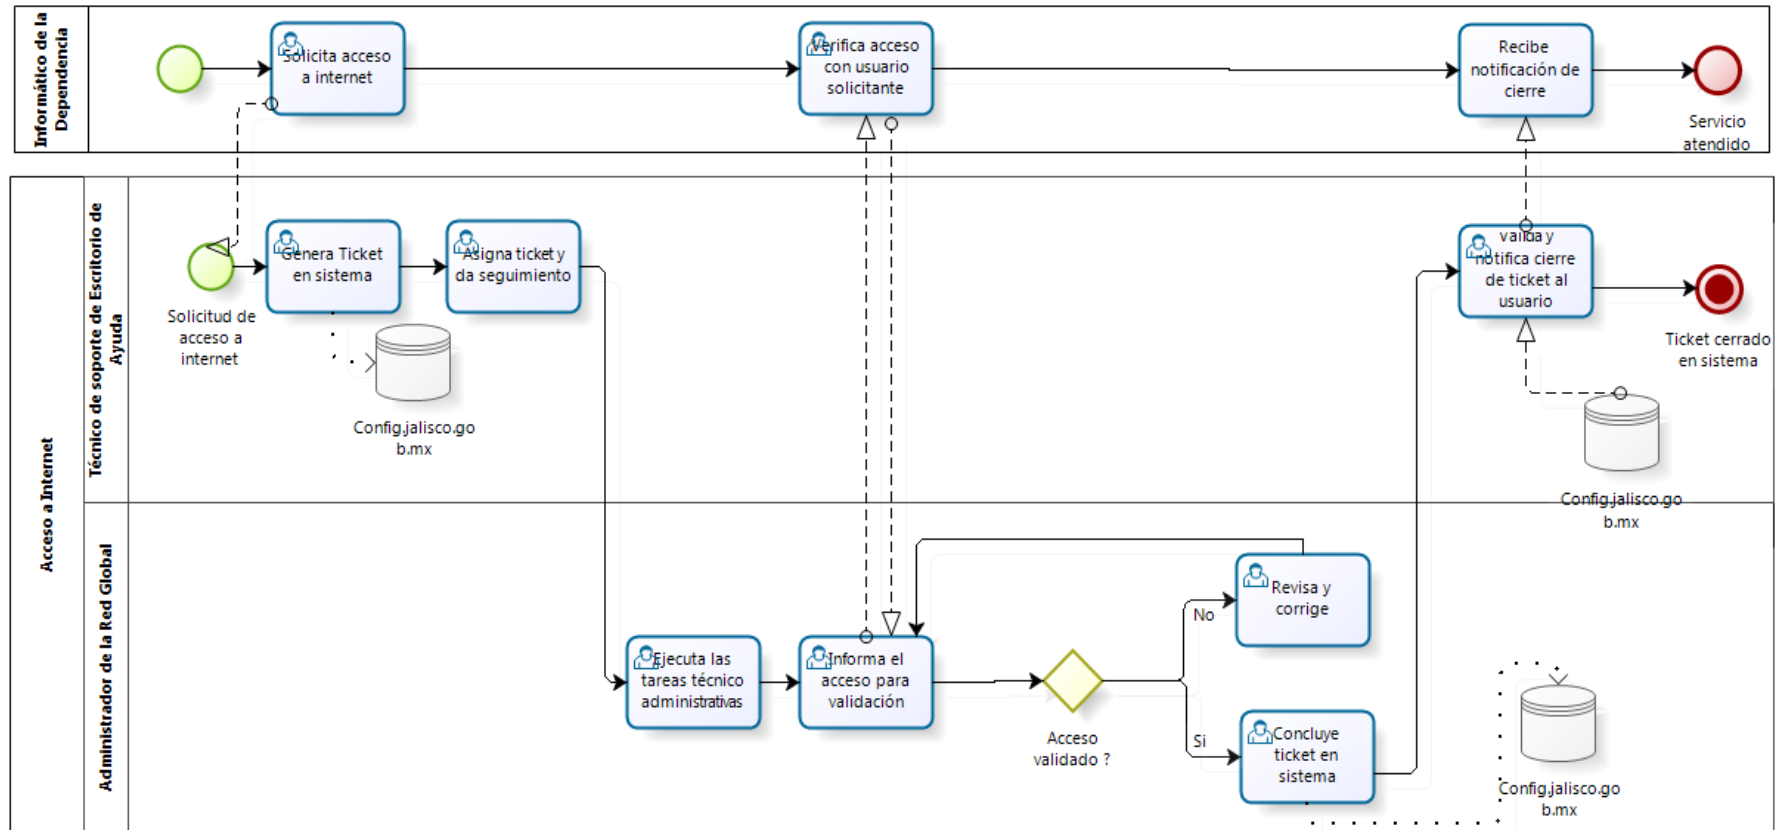 Informático de la
Dependencia
Solicita acceso
a internet
Verifica acceso
con usuario
solicitante
Recibe
notificación de
cierre
Servicio
atendido
Acceso a Internet
Técnico de soporte de Escritorio de
Ayuda
Solicitud de
acceso a
internet
Genera Ticket
en sistema
Asigna ticket y
da seguimiento
Config.jalisco.go
b.mx
valida y
notifica cierre
de ticket al
usuario
Ticket cerrado
en sistema
Config.jalisco.go
b.mx
Administrador de la Red Global
Ejecuta las
tareas técnico
administrativas
Informa el
acceso para
validación
Acceso
validado ?
No
Revisa y
corrige
Si
Concluye
ticket en
sistema
Config.jalisco.go
b.mx